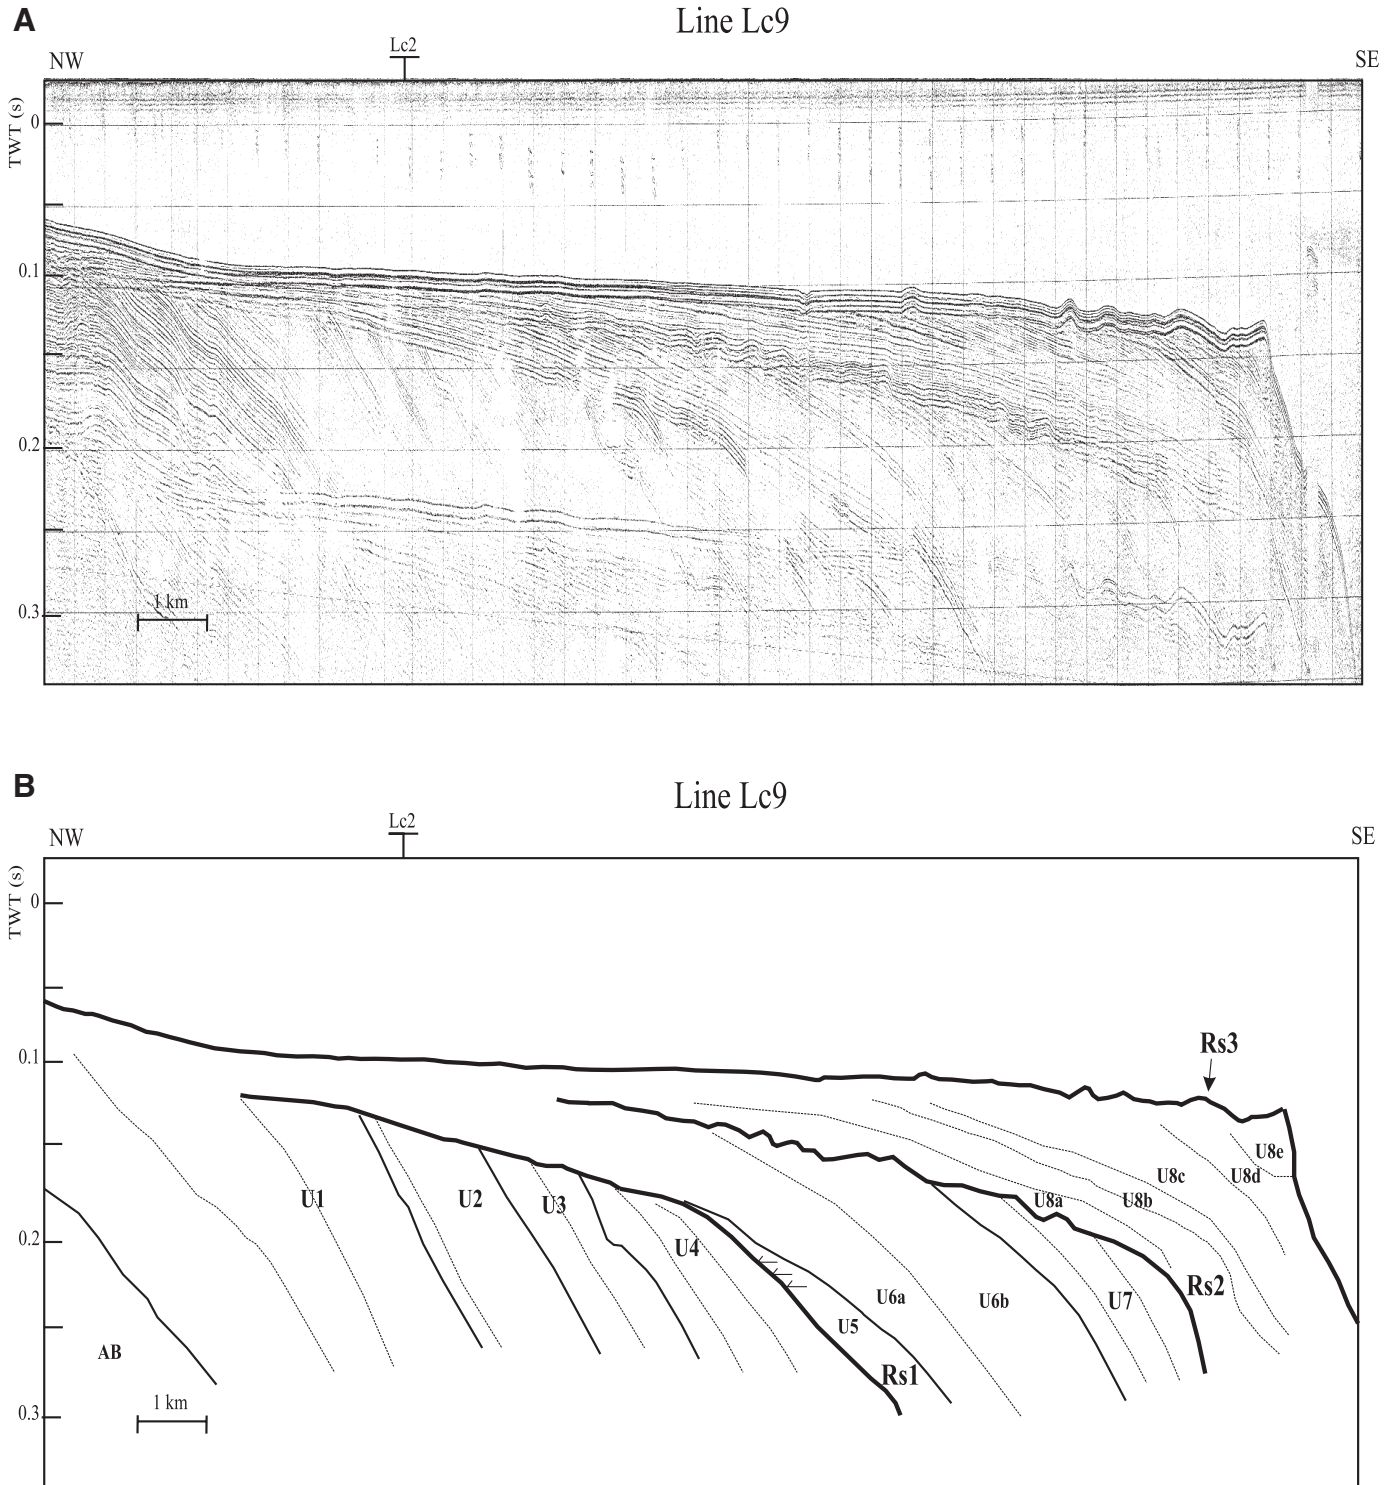 A
Line Lc9
NW
Lc2
SE
TWT (s)
0
0.1
0.2
0.3
1 km
B
Line Lc9
NW
Lc2
SE
TWT (s)
0
0.1
0.2
0.3
Rs3
U8e
U8d
U8c
U8b
U8a
U1
U2
U3
U4
Rs2
U7
U6b
U6a
U5
Rs1
AB
1 km